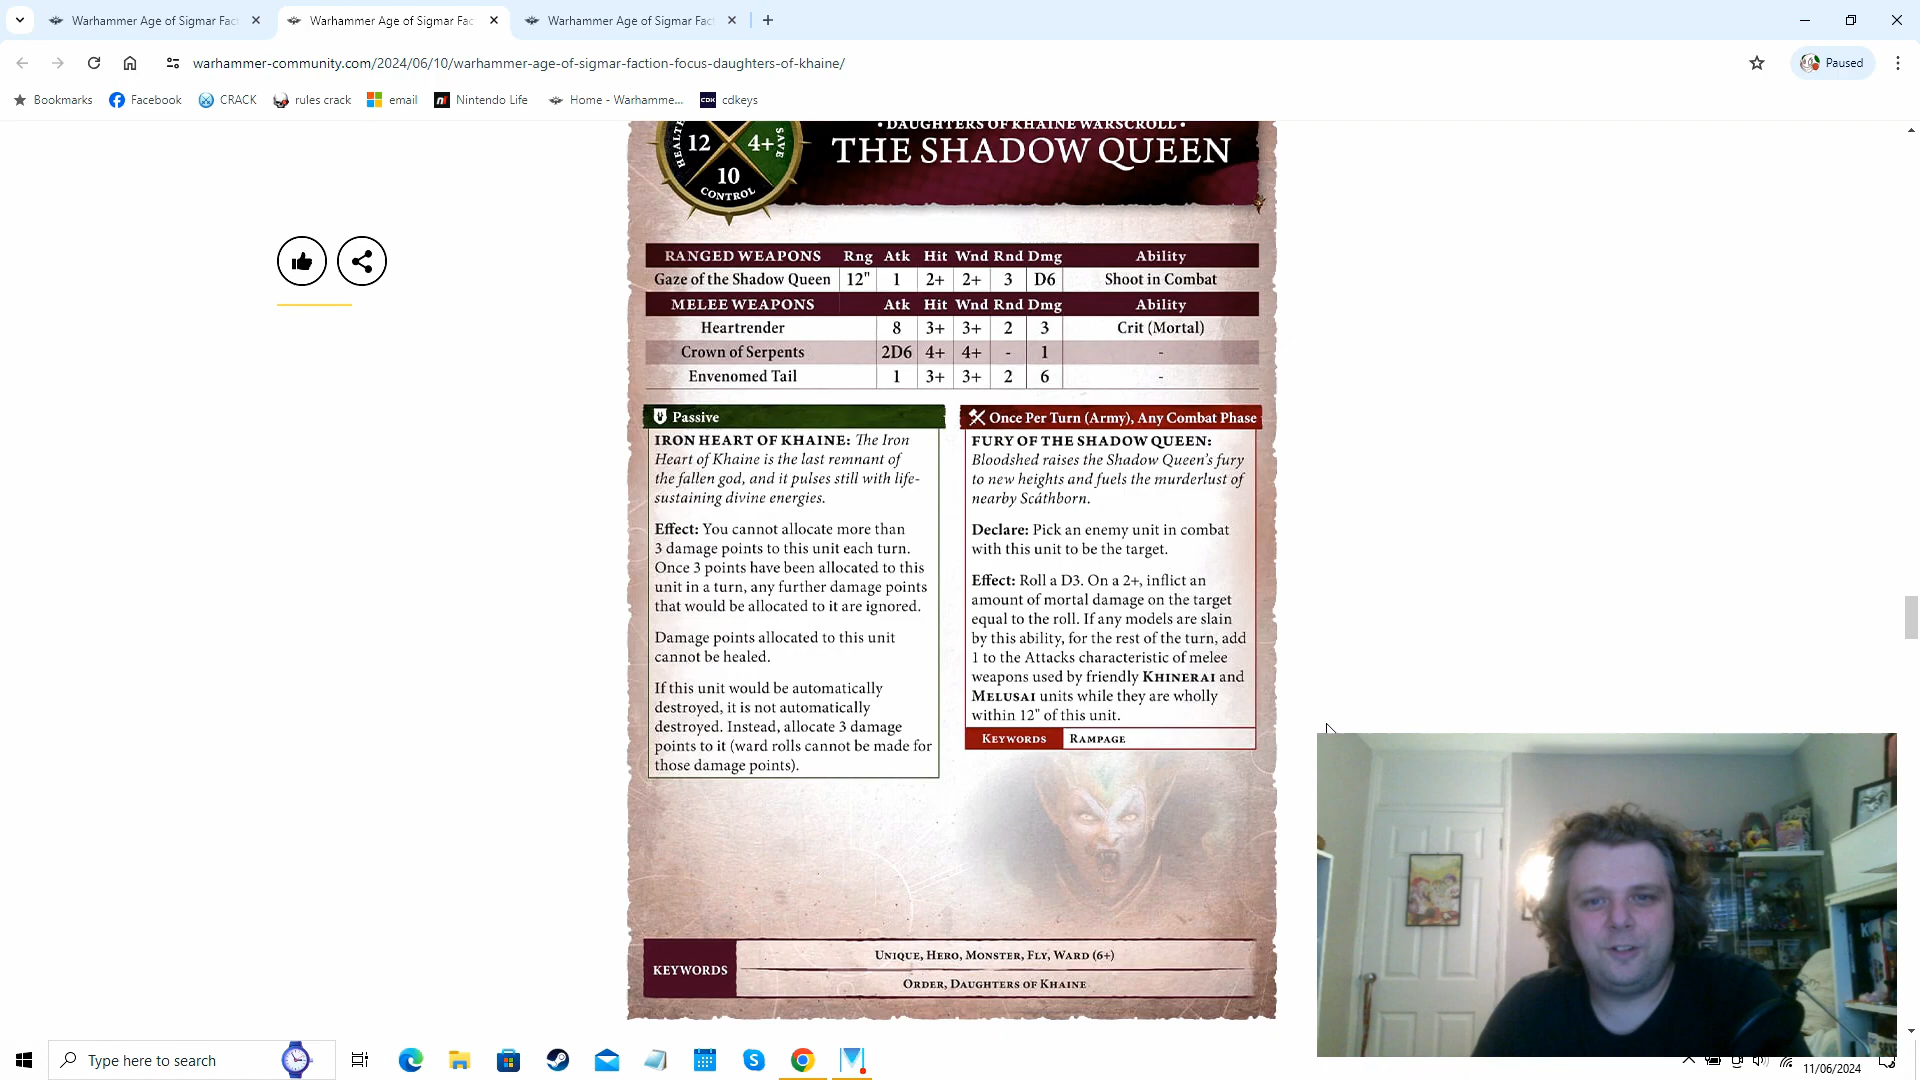 Warhammer Age of Sigmar Fact
Warhammer Age of Sigmar Fac
Warhammer Age of Sigmar Fact
warhammer-community.com/2024/06/10/warhammer-age-of-sigmar-faction-focus-daughters-of-khaine/
Paused
Bookmarks Facebook CRACK rules crack email Nintendo Life Home - Warhamme... cdkeys
• DAUGHTERS OF KHAINE WARSCROLL •
THE SHADOW QUEEN
HEALTH 12 4+ SAVE
10
CONTROL
RANGED WEAPONS Rng Atk Hit Wnd Rnd Dmg Ability
Gaze of the Shadow Queen 12" 1 2+ 2+ 3 D6 Shoot in Combat
MELEE WEAPONS Atk Hit Wnd Rnd Dmg Ability
Heartrender 8 3+ 3+ 2 3 Crit (Mortal)
Crown of Serpents 2D6 4+ 4+ - 1 -
Envenomed Tail 1 3+ 3+ 2 6 -
Passive
IRON HEART OF KHAINE: The Iron
Heart of Khaine is the last remnant of
the fallen god, and it pulses still with life-
sustaining divine energies.
Effect: You cannot allocate more than
3 damage points to this unit each turn.
Once 3 points have been allocated to this
unit in a turn, any further damage points
that would be allocated to it are ignored.
Damage points allocated to this unit
cannot be healed.
If this unit would be automatically
destroyed, it is not automatically
destroyed. Instead, allocate 3 damage
points to it (ward rolls cannot be made for
those damage points).
Once Per Turn (Army), Any Combat Phase
FURY OF THE SHADOW QUEEN:
Bloodshed raises the Shadow Queen's fury
to new heights and fuels the murderlust of
nearby Scáthborn.
Declare: Pick an enemy unit in combat
with this unit to be the target.
Effect: Roll a D3. On a 2+, inflict an
amount of mortal damage on the target
equal to the roll. If any models are slain
by this ability, for the rest of the turn, add
1 to the Attacks characteristic of melee
weapons used by friendly KHINERAI and
MELUSAI units while they are wholly
within 12" of this unit.
KEYWORDS RAMPAGE
KEYWORDS
UNIQUE, HERO, MONSTER, FLY, WARD (6+)
ORDER, DAUGHTERS OF KHAINE
Type here to search
11/06/2024